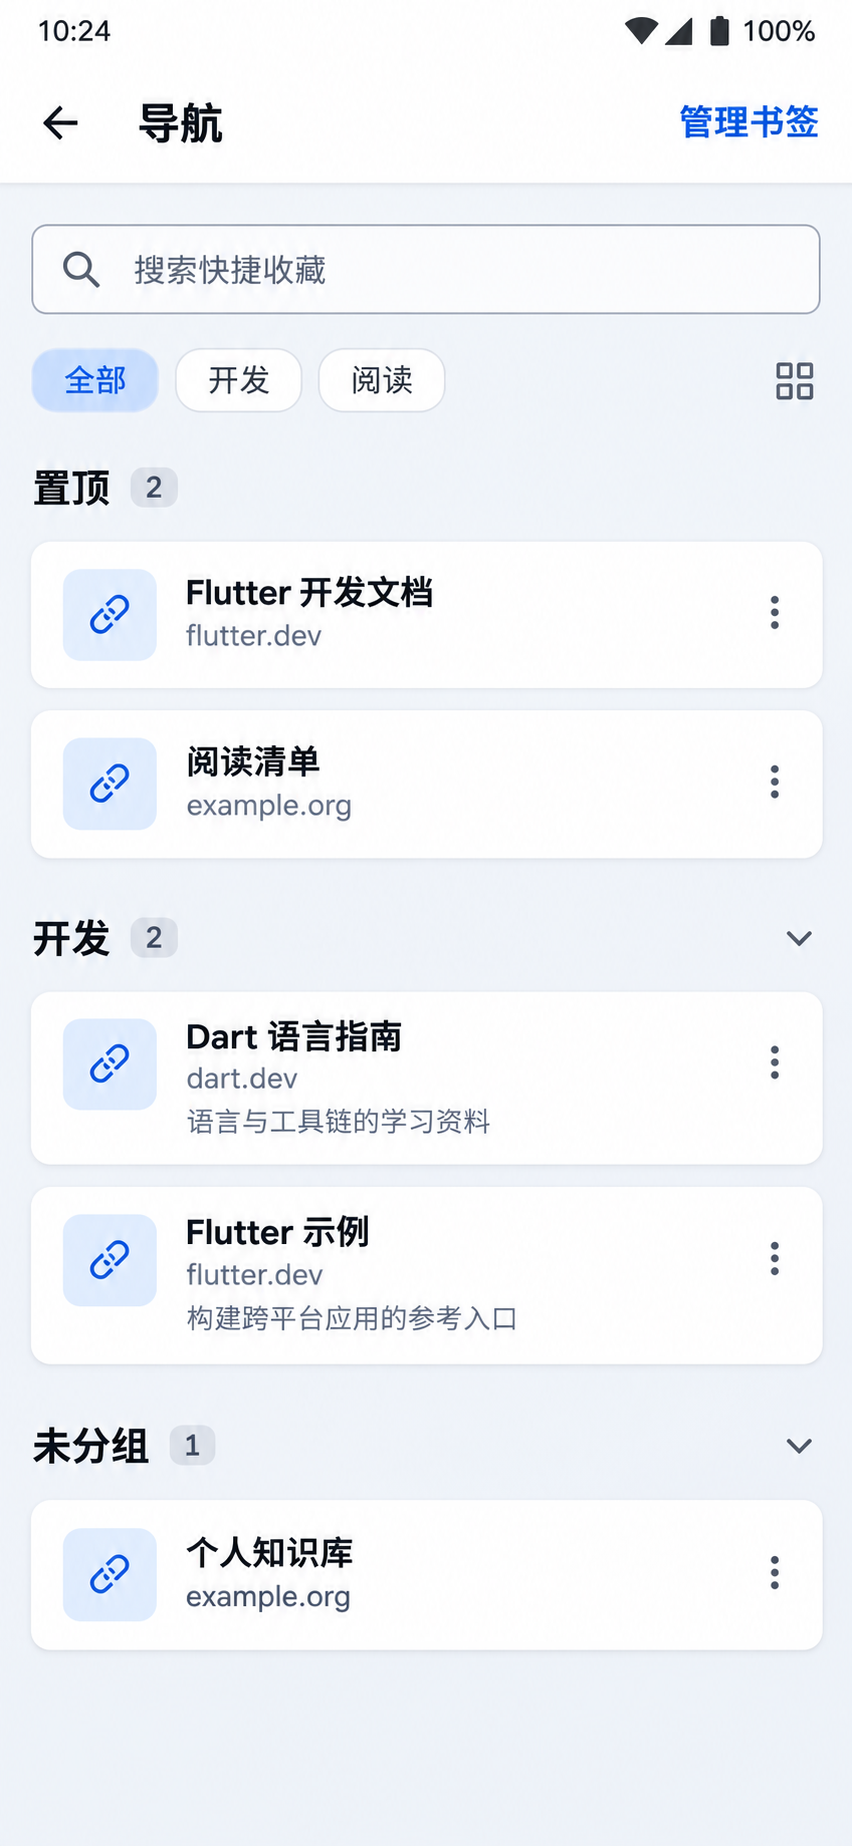 10:24
100%
导航
管理书签
搜索快捷收藏
全部
开发
阅读
置顶 2
Flutter 开发文档
flutter.dev
阅读清单
example.org
开发 2
Dart 语言指南
dart.dev
语言与工具链的学习资料
Flutter 示例
flutter.dev
构建跨平台应用的参考入口
未分组 1
个人知识库
example.org